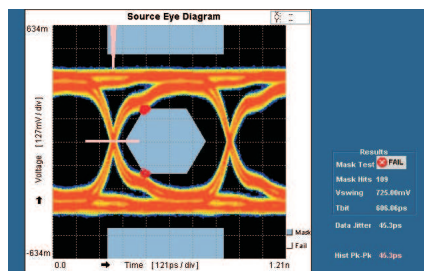 Source Eye Diagram
X:
Y:
634m
Voltage [127mV / div]
-634m
0.0
Time [121ps / div]
1.21n
Mask
Fail
Results
Mask Test FAIL
Mask Hits 109
Vswing 725.00mV
Tbit 606.06ps
Data Jitter 45.3ps
Hist Pk-Pk 45.3ps